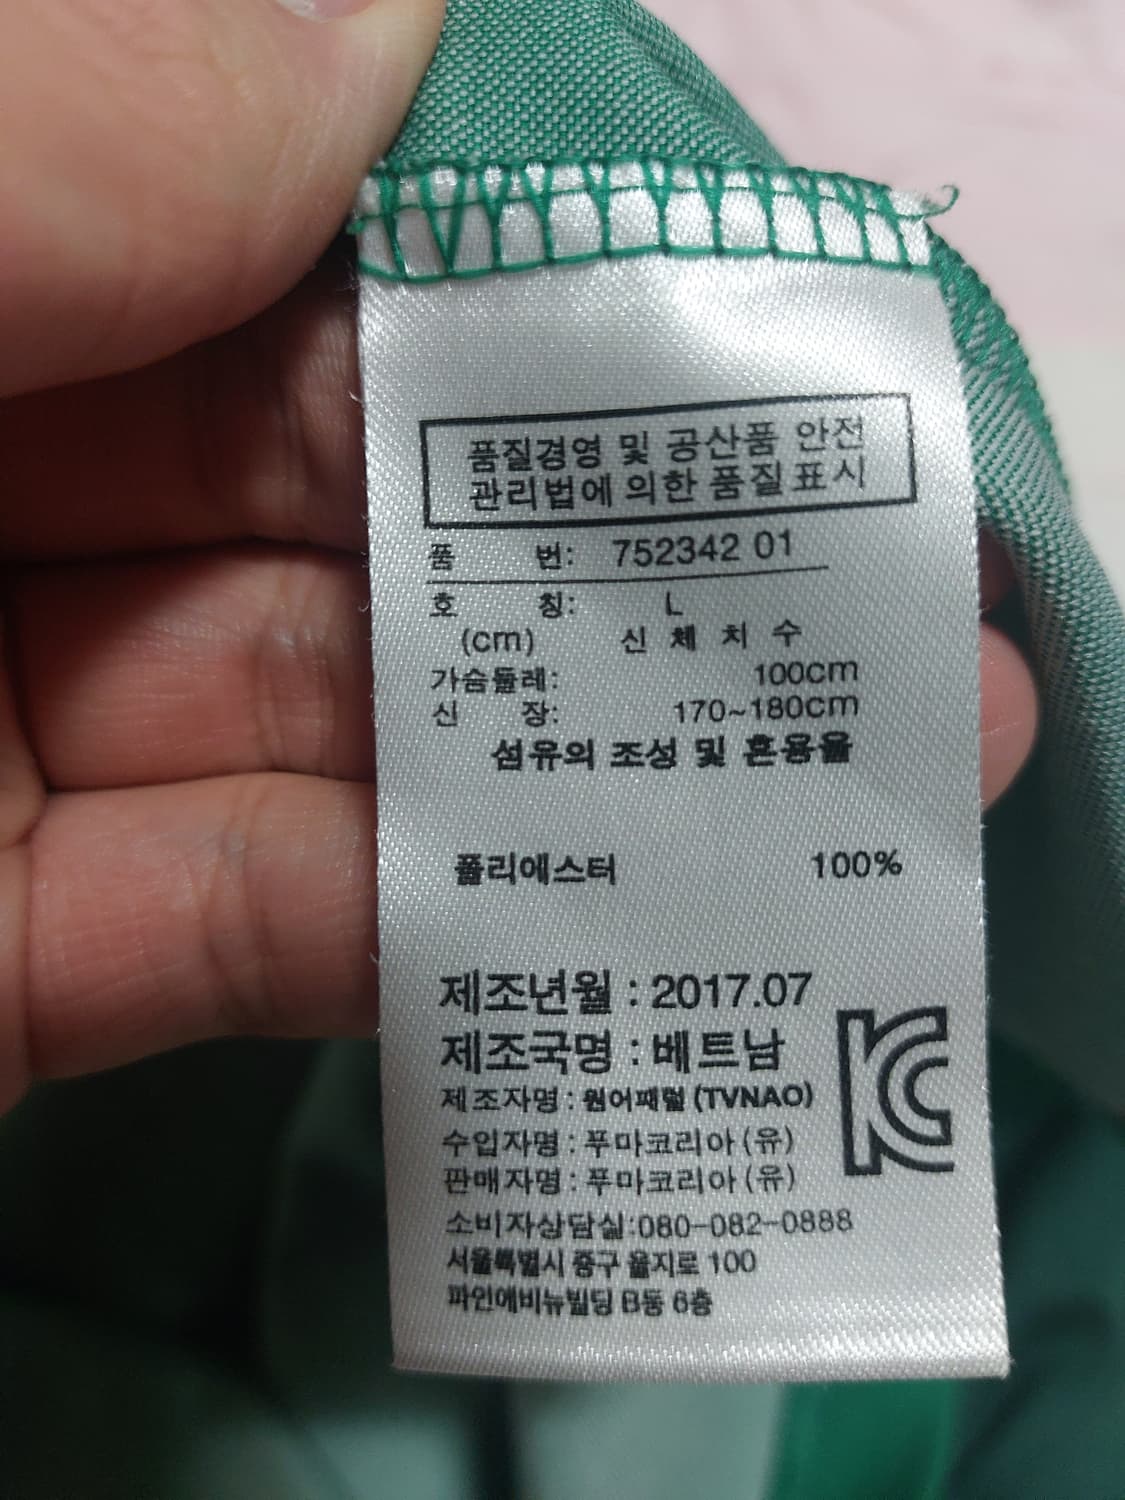 품질경영 및 공산품 안전
관리법에 의한 품질표시
품 번: 752342 01
호 칭: L
(cm) 신 체 치 수
가슴둘레: 100cm
신 장: 170~180cm
섬유의 조성 및 혼용율
폴리에스터 100%
제조년월 : 2017.07
제조국명 : 베트남
제조자명 : 원어패럴 (TVNAO)
수입자명 : 푸마코리아 (유)
판매자명 : 푸마코리아 (유)
소비자상담실:080-082-0888
서울특별시 중구 을지로 100
파인애비뉴빌딩 B동 6층
KC